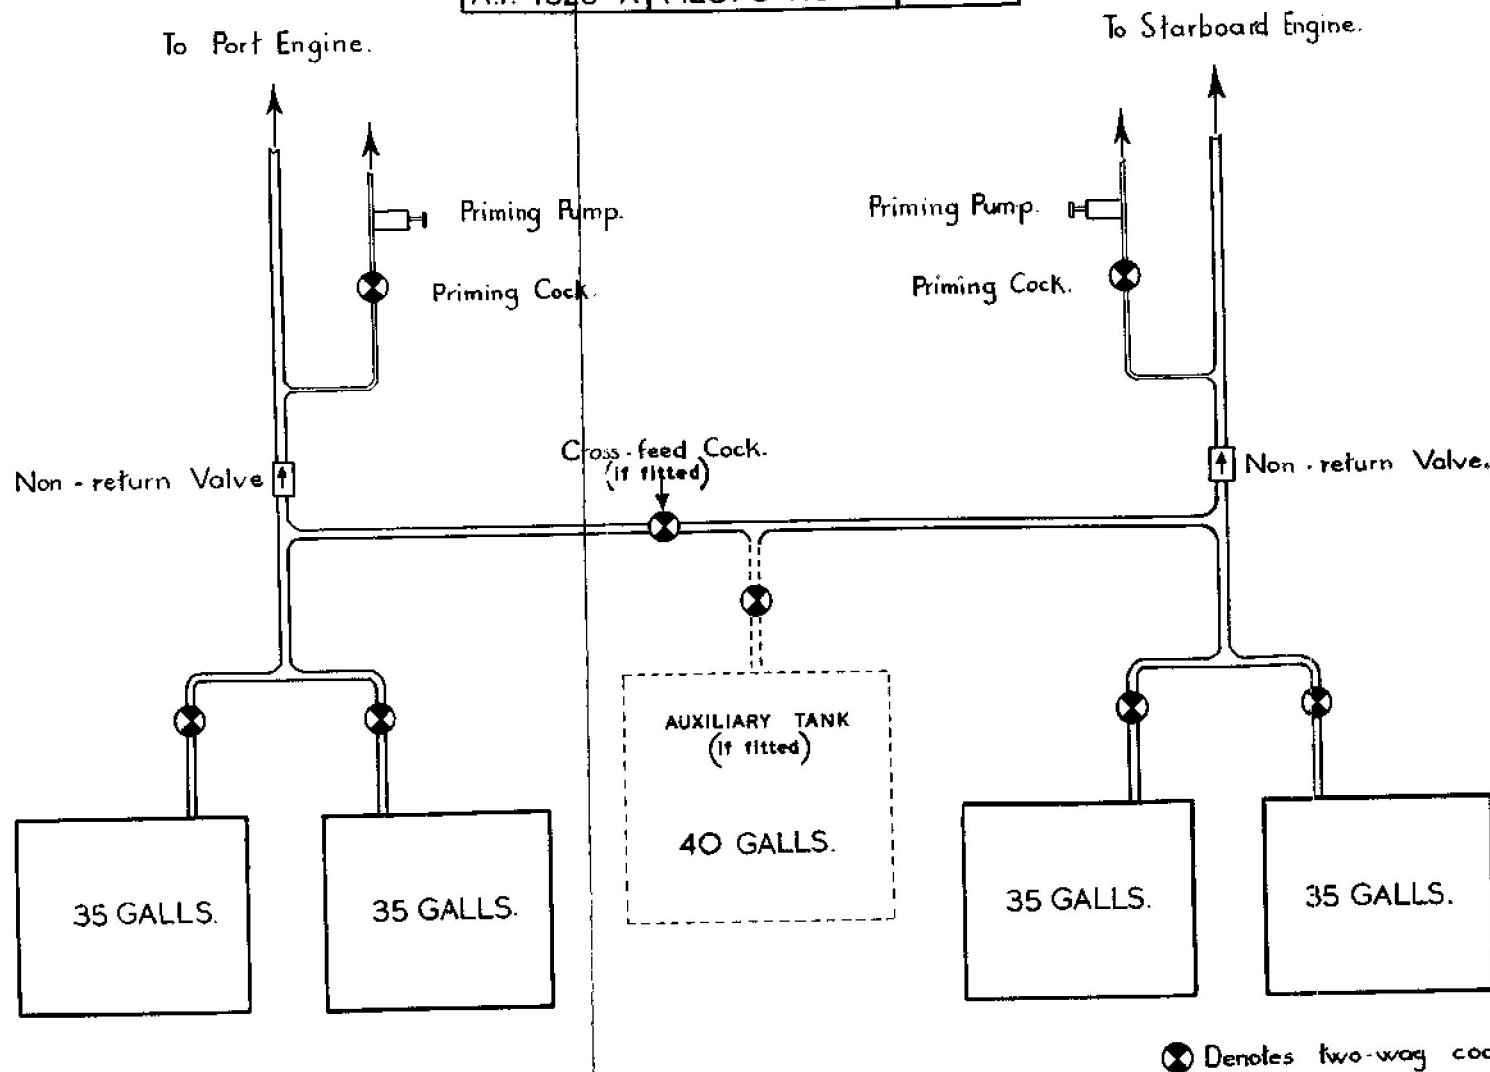 To Port Engine.
To Starboard Engine.
Priming Pump.
Priming Pump.
Priming Cock.
Priming Cock.
Cross-feed Cock.
(if fitted)
Non-return Valve
Non-return Valve.
AUXILIARY TANK
(if fitted)
40 GALLS.
35 GALLS.
35 GALLS.
35 GALLS.
35 GALLS.
Denotes two-way